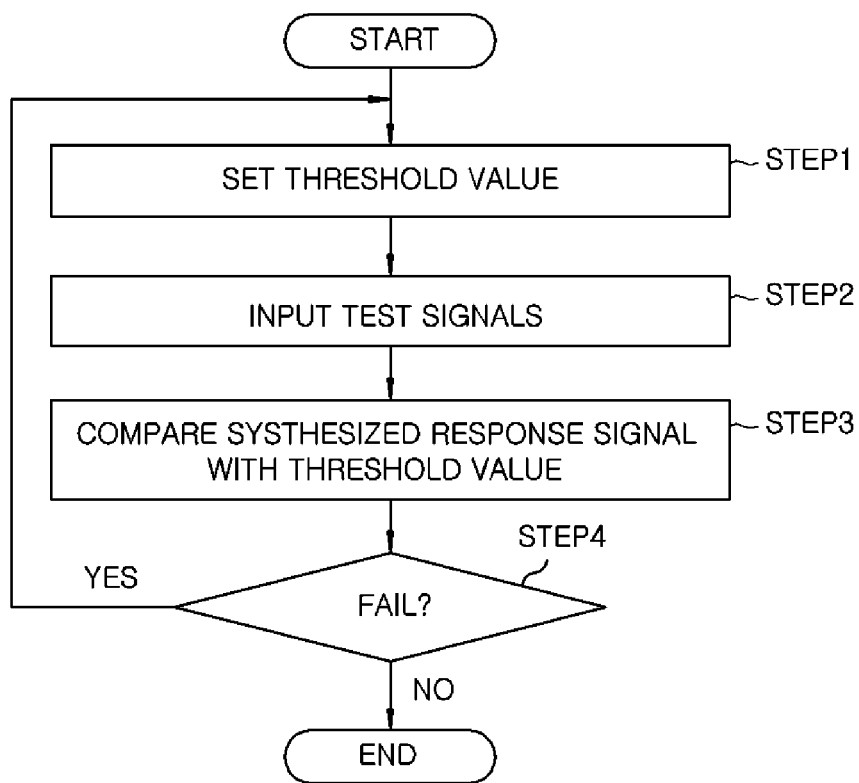 START
SET THRESHOLD VALUE
STEP1
INPUT TEST SIGNALS
STEP2
COMPARE SYSTHESIZED RESPONSE SIGNAL
WITH THRESHOLD VALUE
STEP3
STEP4
YES
FAIL?
NO
END